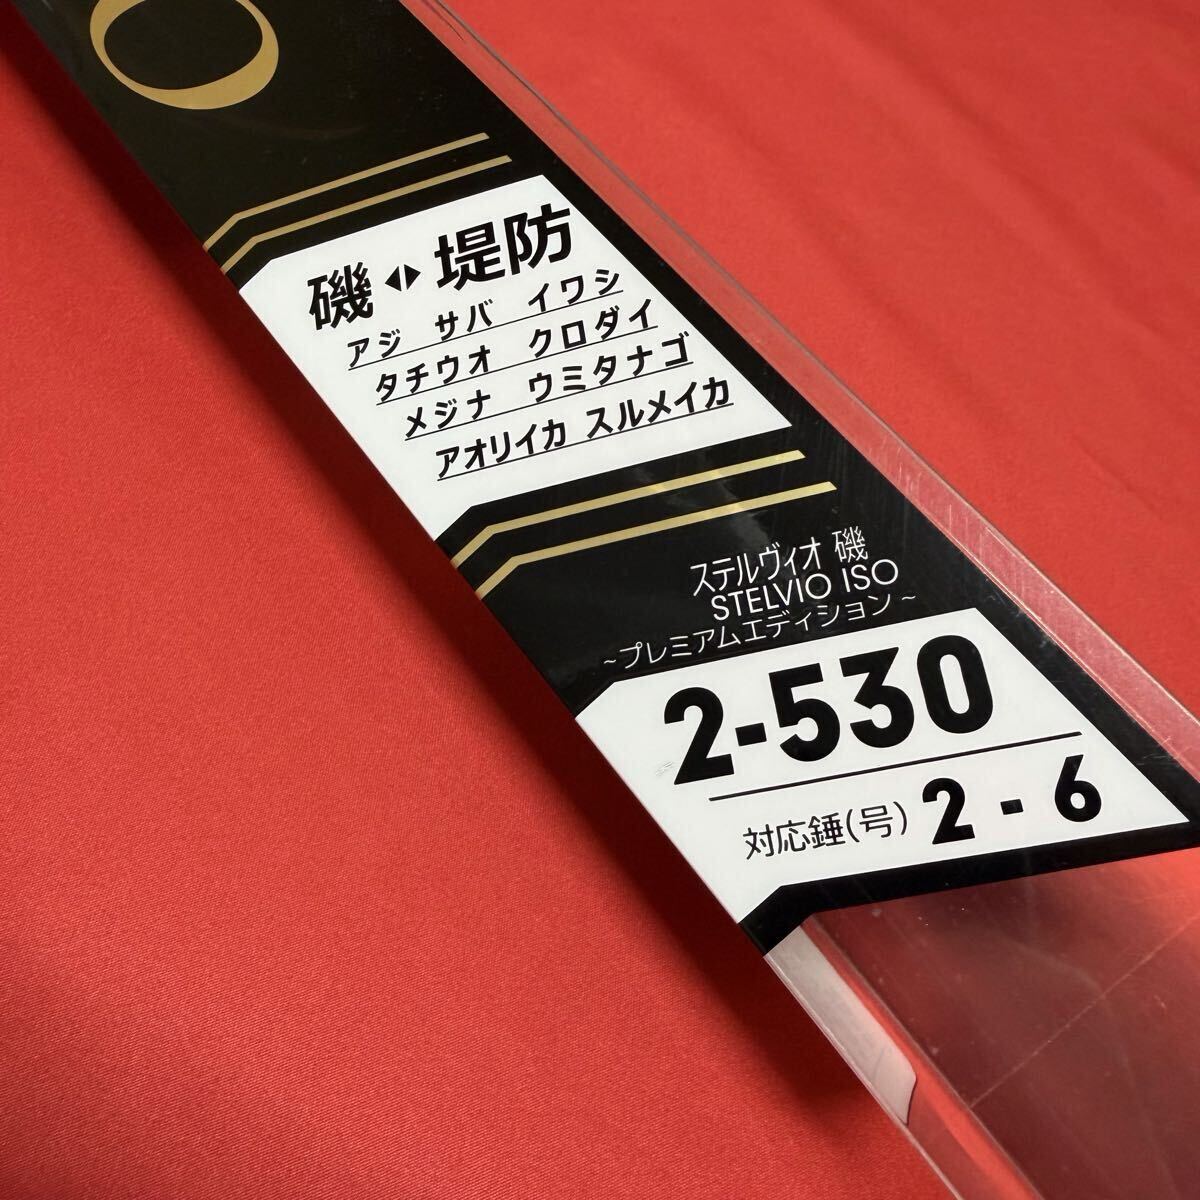 O
磯◀▶堤防
アジ サバ イワシ
タチウオ クロダイ
メジナ ウミタナゴ
アオリイカ スルメイカ
ステルヴィオ 磯
STELVIO ISO
~プレミアムエディション~
2-530
対応錘(号) 2-6